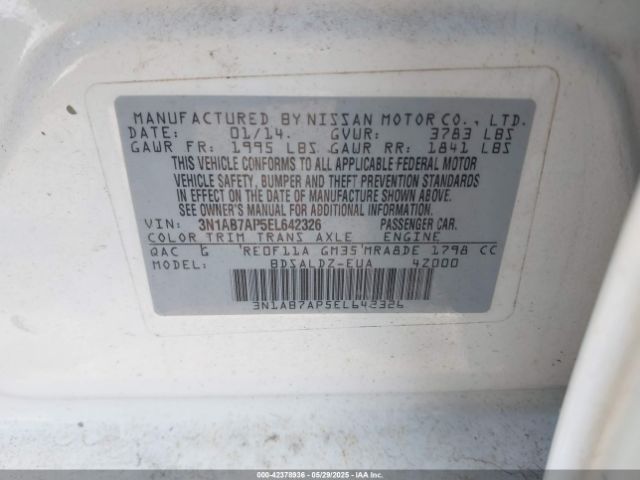 MANUFACTURED BY NISSAN MOTOR CO., LTD.
DATE: 01/14. GVWR: 3783 LBS
GAWR FR: 1995 LBS GAWR RR: 1841 LBS
THIS VEHICLE CONFORMS TO ALL APPLICABLE FEDERAL MOTOR
VEHICLE SAFETY, BUMPER AND THEFT PREVENTION STANDARDS
IN EFFECT ON THE DATE OF MANUFACTURE SHOWN ABOVE.
SEE OWNER'S MANUAL FOR ADDITIONAL INFORMATION.
VIN: 3N1AB7AP5EL642326 PASSENGER CAR.
COLOR TRIM TRANS AXLE ENGINE
QAC G RE0F11A GM35 MRA8DE 1798 CC
MODEL: BDSALDZ-EUA 4Z000
3N1AB7AP5EL642326
000-42378936 05/29/2025 IAA, Inc.